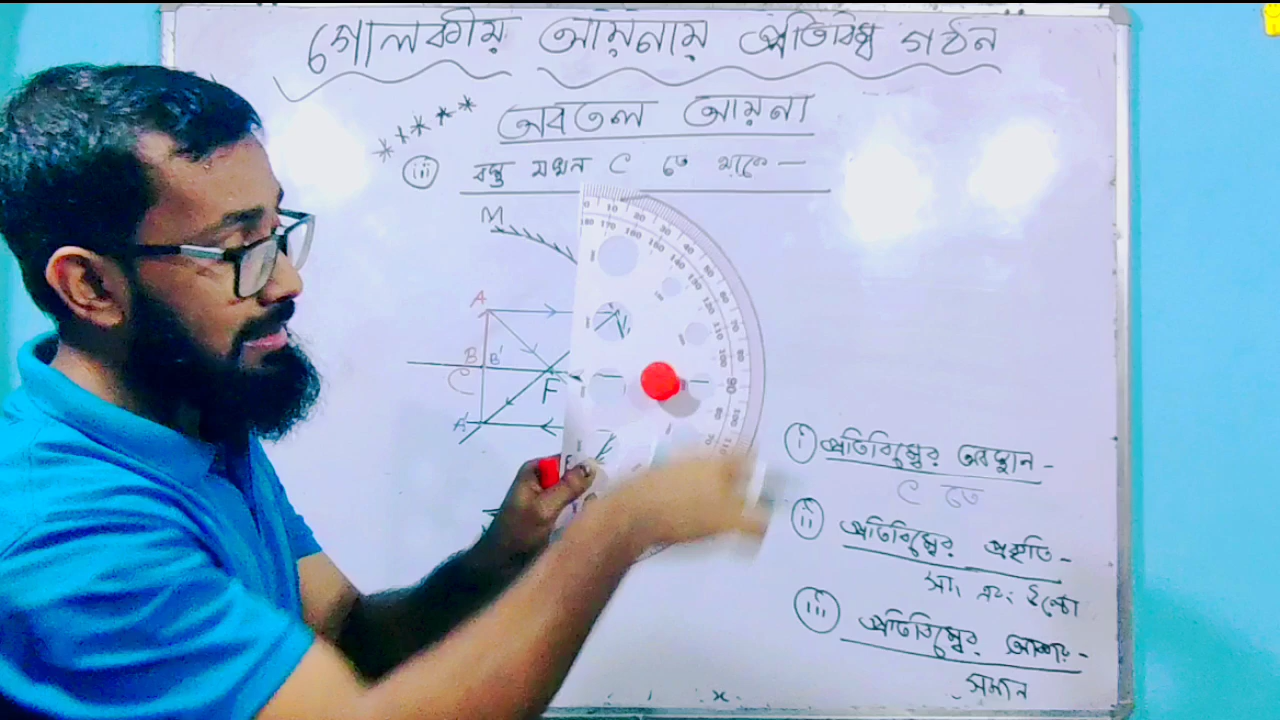 গোলকীয় আয়নায় প্রতিবিম্ব গঠন
**** অবতল আয়না
(iii) বস্তু যখন C তে থাকে —
M
A
B B'
C F
A'
(i) প্রতিবিম্বের অবস্থান -
C তে
(ii) প্রতিবিম্বের প্রকৃতি -
সা, এবং উল্টো
(iii) প্রতিবিম্বের আকার -
সমান